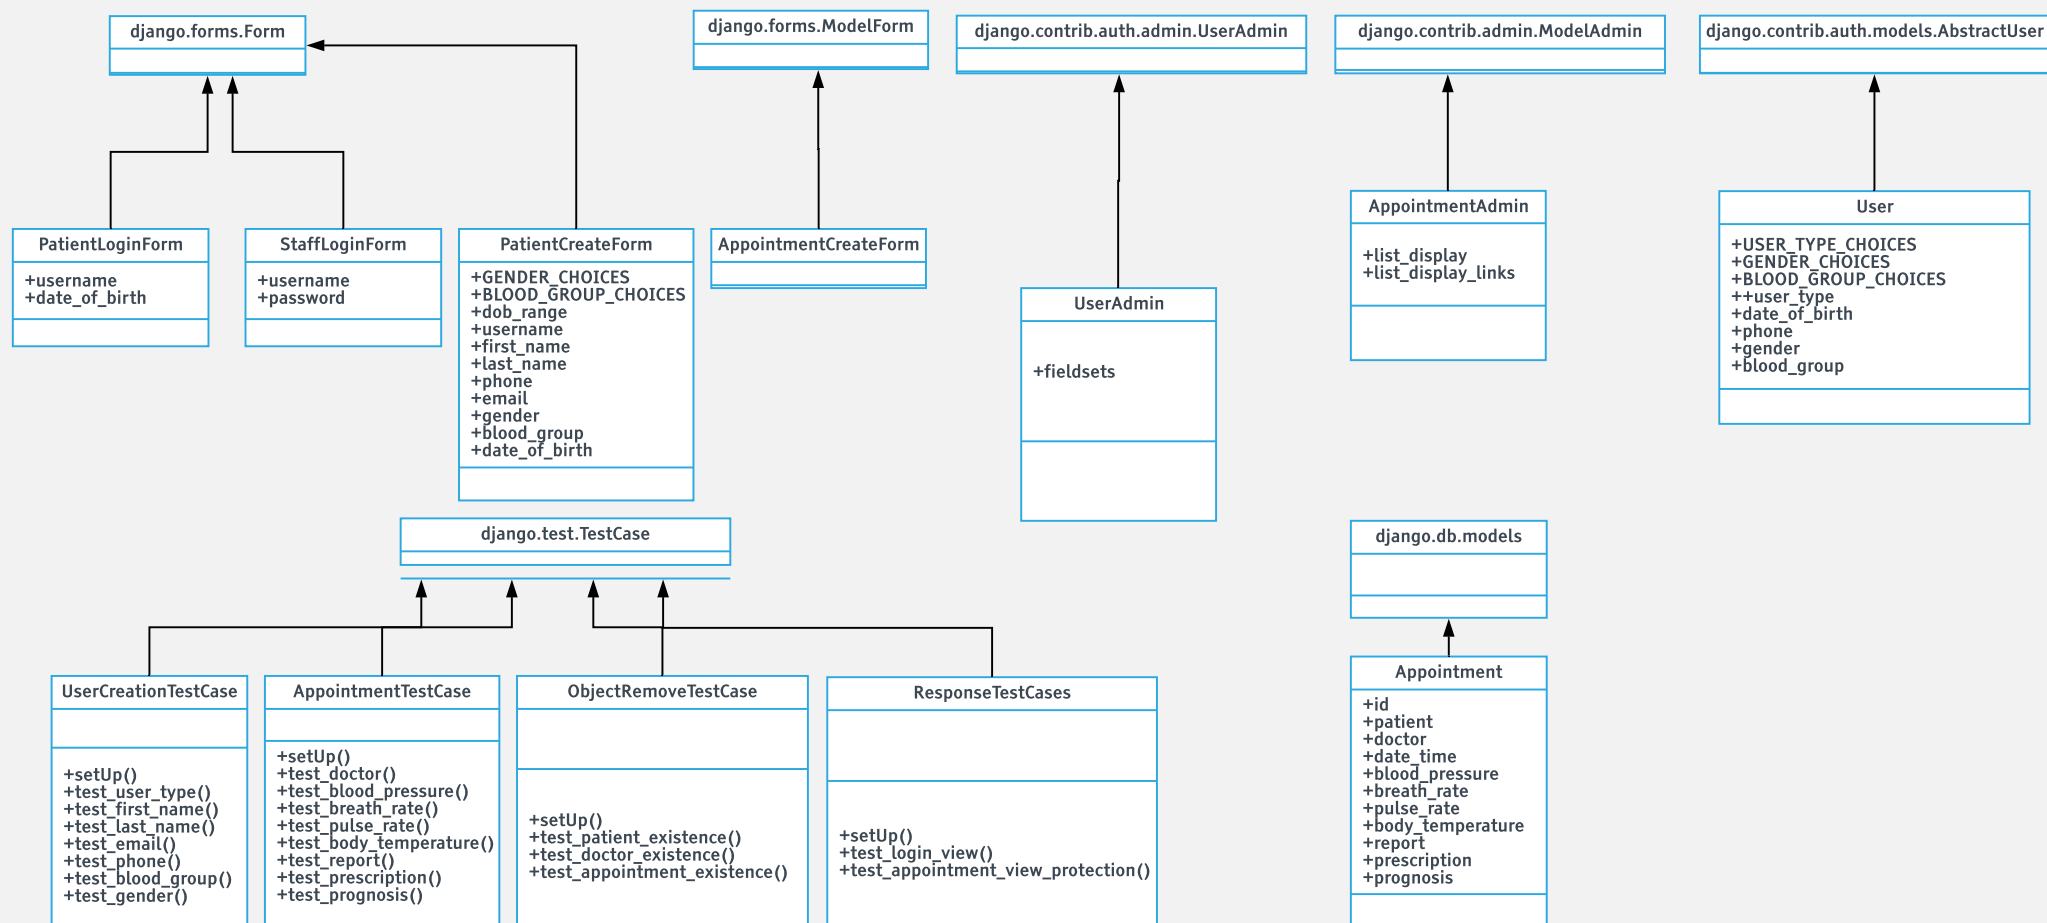 django.forms.Form
django.forms.ModelForm
django.contrib.auth.admin.UserAdmin
django.contrib.admin.ModelAdmin
django.contrib.auth.models.AbstractUser
PatientLoginForm
+username
+date_of_birth
StaffLoginForm
+username
+password
PatientCreateForm
+GENDER_CHOICES
+BLOOD_GROUP_CHOICES
+dob_range
+username
+first_name
+last_name
+phone
+email
+gender
+blood_group
+date_of_birth
AppointmentCreateForm
UserAdmin
+fieldsets
AppointmentAdmin
+list_display
+list_display_links
User
+USER_TYPE_CHOICES
+GENDER_CHOICES
+BLOOD_GROUP_CHOICES
++user_type
+date_of_birth
+phone
+gender
+blood_group
django.test.TestCase
django.db.models
UserCreationTestCase
+setUp()
+test_user_type()
+test_first_name()
+test_last_name()
+test_email()
+test_phone()
+test_blood_group()
+test_gender()
AppointmentTestCase
+setUp()
+test_doctor()
+test_blood_pressure()
+test_breath_rate()
+test_pulse_rate()
+test_body_temperature()
+test_report()
+test_prescription()
+test_prognosis()
ObjectRemoveTestCase
+setUp()
+test_patient_existence()
+test_doctor_existence()
+test_appointment_existence()
ResponseTestCases
+setUp()
+test_login_view()
+test_appointment_view_protection()
Appointment
+id
+patient
+doctor
+date_time
+blood_pressure
+breath_rate
+pulse_rate
+body_temperature
+report
+prescription
+prognosis